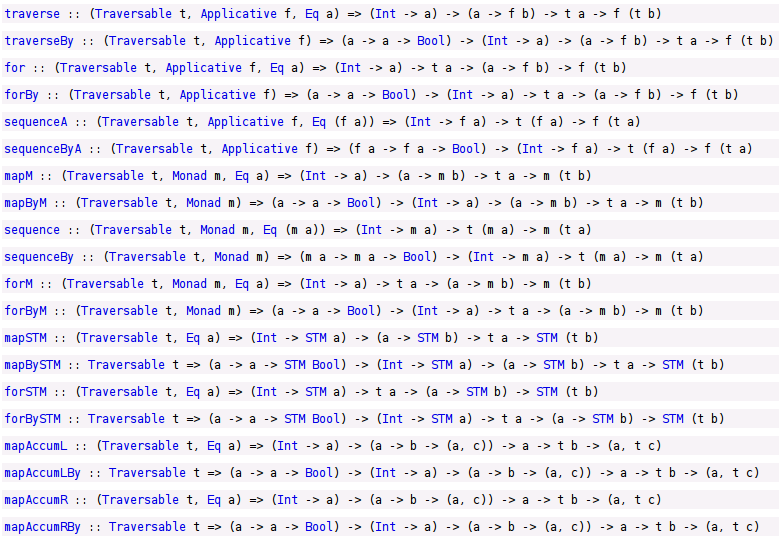 traverse :: (Traversable t, Applicative f, Eq a) => (Int -> a) -> (a -> f b) -> t a -> f (t b)
traverseBy :: (Traversable t, Applicative f) => (a -> a -> Bool) -> (Int -> a) -> (a -> f b) -> t a -> f (t b)
for :: (Traversable t, Applicative f, Eq a) => (Int -> a) -> t a -> (a -> f b) -> f (t b)
forBy :: (Traversable t, Applicative f) => (a -> a -> Bool) -> (Int -> a) -> t a -> (a -> f b) -> f (t b)
sequenceA :: (Traversable t, Applicative f, Eq (f a)) => (Int -> f a) -> t (f a) -> f (t a)
sequenceByA :: (Traversable t, Applicative f) => (f a -> f a -> Bool) -> (Int -> f a) -> t (f a) -> f (t a)
mapM :: (Traversable t, Monad m, Eq a) => (Int -> a) -> (a -> m b) -> t a -> m (t b)
mapByM :: (Traversable t, Monad m) => (a -> a -> Bool) -> (Int -> a) -> (a -> m b) -> t a -> m (t b)
sequence :: (Traversable t, Monad m, Eq (m a)) => (Int -> m a) -> t (m a) -> m (t a)
sequenceBy :: (Traversable t, Monad m) => (m a -> m a -> Bool) -> (Int -> m a) -> t (m a) -> m (t a)
forM :: (Traversable t, Monad m, Eq a) => (Int -> a) -> t a -> (a -> m b) -> m (t b)
forByM :: (Traversable t, Monad m) => (a -> a -> Bool) -> (Int -> a) -> t a -> (a -> m b) -> m (t b)
mapSTM :: (Traversable t, Eq a) => (Int -> STM a) -> (a -> STM b) -> t a -> STM (t b)
mapBySTM :: Traversable t => (a -> a -> STM Bool) -> (Int -> STM a) -> (a -> STM b) -> t a -> STM (t b)
forSTM :: (Traversable t, Eq a) => (Int -> STM a) -> t a -> (a -> STM b) -> STM (t b)
forBySTM :: Traversable t => (a -> a -> STM Bool) -> (Int -> STM a) -> t a -> (a -> STM b) -> STM (t b)
mapAccumL :: (Traversable t, Eq a) => (Int -> a) -> (a -> b -> (a, c)) -> a -> t b -> (a, t c)
mapAccumLBy :: Traversable t => (a -> a -> Bool) -> (Int -> a) -> (a -> b -> (a, c)) -> a -> t b -> (a, t c)
mapAccumR :: (Traversable t, Eq a) => (Int -> a) -> (a -> b -> (a, c)) -> a -> t b -> (a, t c)
mapAccumRBy :: Traversable t => (a -> a -> Bool) -> (Int -> a) -> (a -> b -> (a, c)) -> a -> t b -> (a, t c)